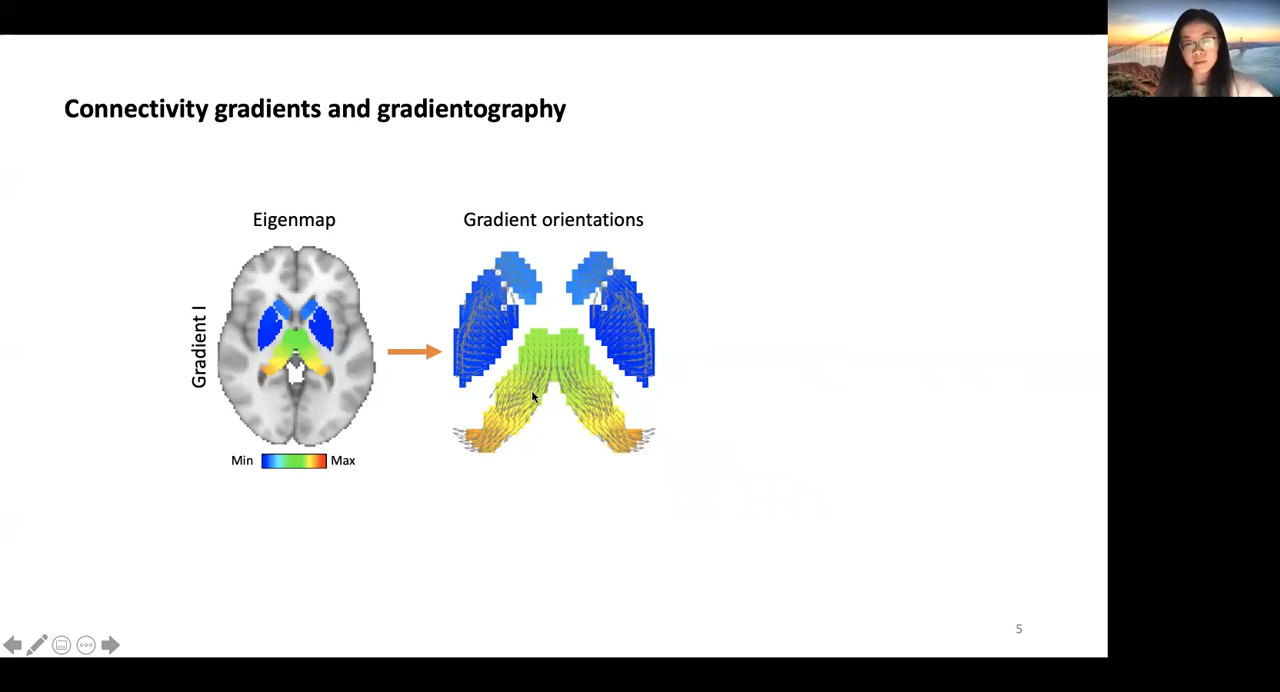 Connectivity gradients and gradientography
Eigenmap
Gradient orientations
Gradient I
Min
Max
5